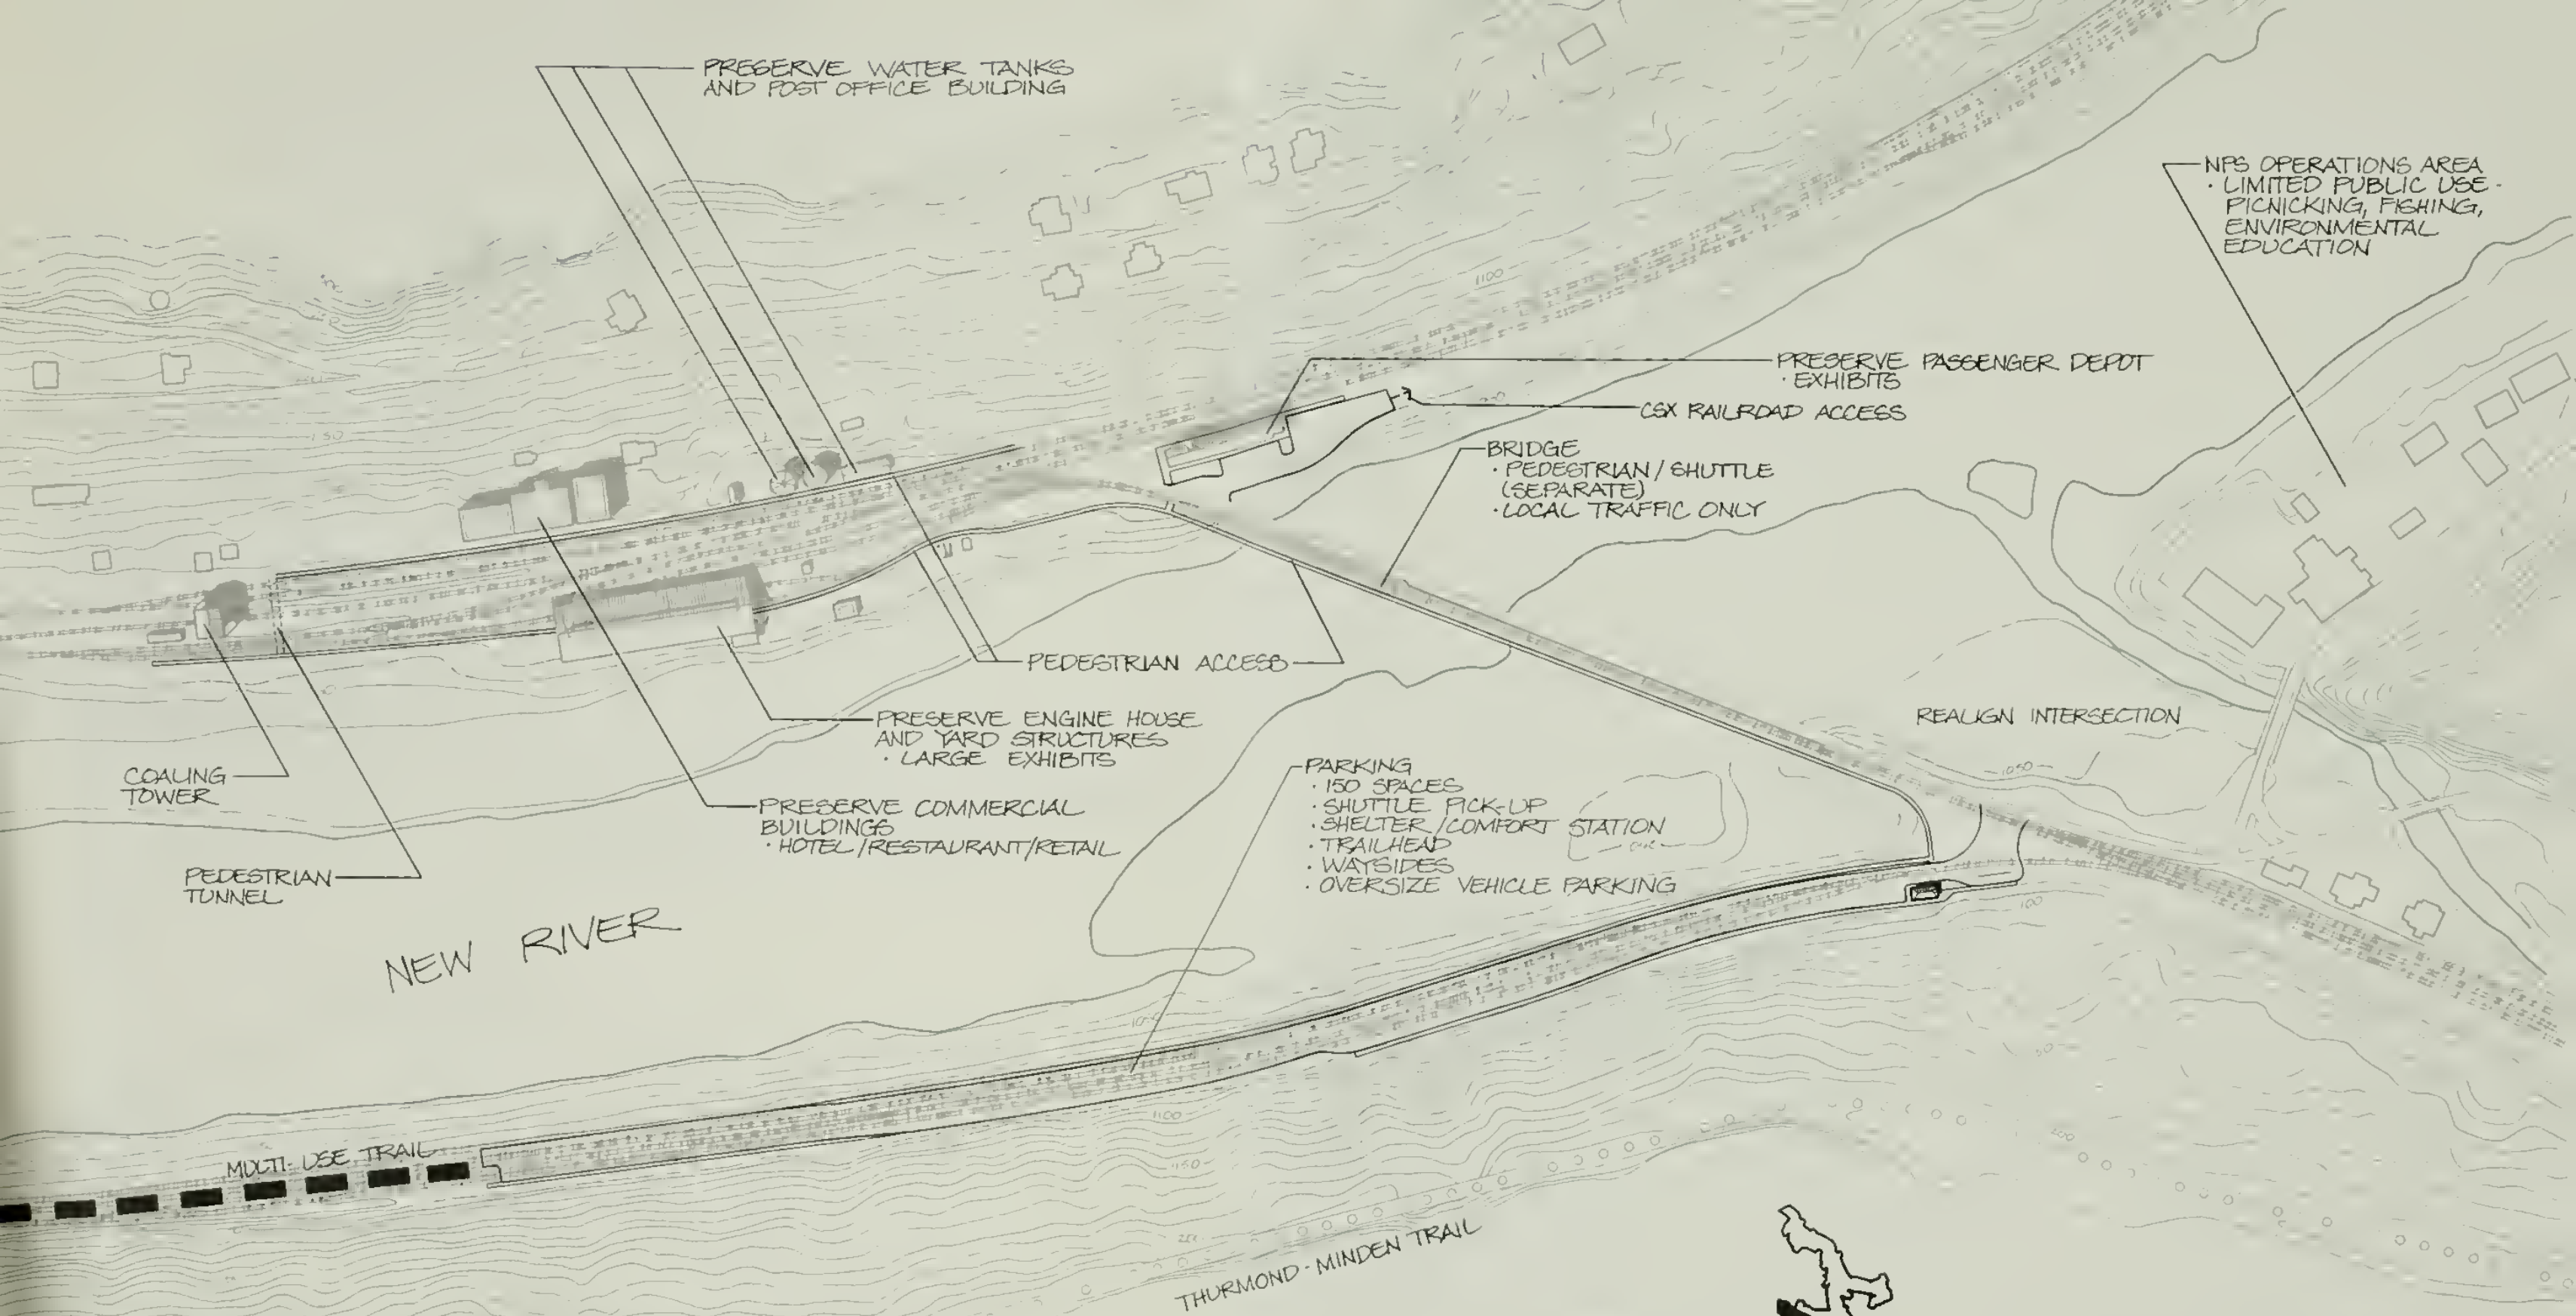 PRESERVE WATER TANKS
AND POST OFFICE BUILDING
NPS OPERATIONS AREA
· LIMITED PUBLIC USE -
PICNICKING, FISHING,
ENVIRONMENTAL
EDUCATION
1100
PRESERVE PASSENGER DEPOT
· EXHIBITS
CSX RAILROAD ACCESS
BRIDGE
· PEDESTRIAN / SHUTTLE
(SEPARATE)
· LOCAL TRAFFIC ONLY
PEDESTRIAN ACCESS
REALIGN INTERSECTION
PRESERVE ENGINE HOUSE
AND YARD STRUCTURES
· LARGE EXHIBITS
COALING
TOWER
PARKING
· 150 SPACES
· SHUTTLE PICK-UP
· SHELTER / COMFORT STATION
· TRAILHEAD
· WAYSIDES
· OVERSIZE VEHICLE PARKING
1050
PRESERVE COMMERCIAL
BUILDINGS
· HOTEL / RESTAURANT / RETAIL
PEDESTRIAN
TUNNEL
NEW RIVER
1100
MULTI-USE TRAIL
THURMOND - MINDEN TRAIL